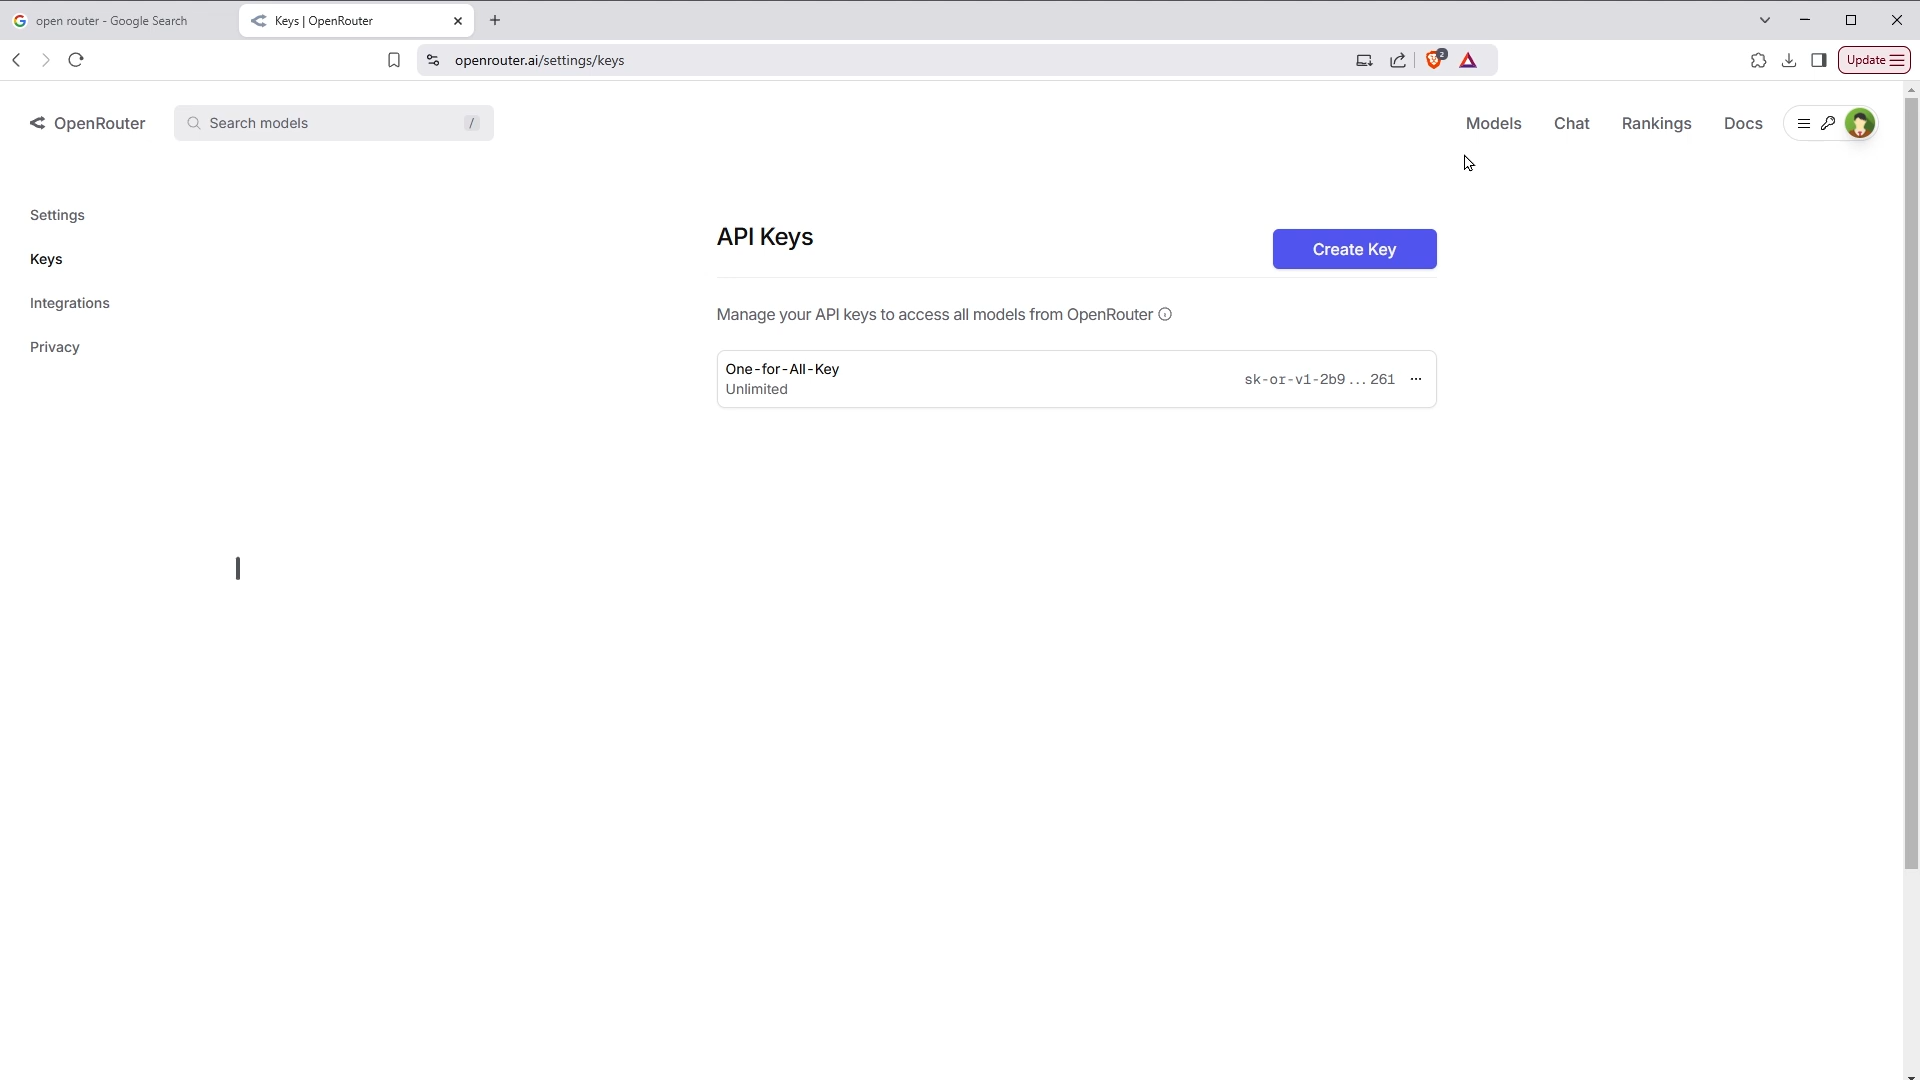 open router - Google Search
Keys | OpenRouter
openrouter.ai/settings/keys
2
Update
OpenRouter
Search models
/
Models
Chat
Rankings
Docs
Settings
Keys
Integrations
Privacy
API Keys
Create Key
Manage your API keys to access all models from OpenRouter
One-for-All-Key
Unlimited
sk-or-v1-2b9...261